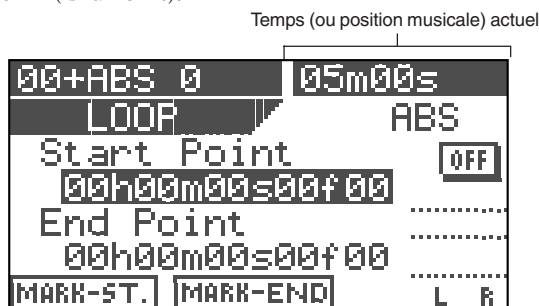 Temps (ou position musicale) actuel
00+ABS 0 05m00s
LOOP ABS
Start Point
OFF
00h00m00s00f00
End Point
00h00m00s00f00
MARK-ST. MARK-END L R